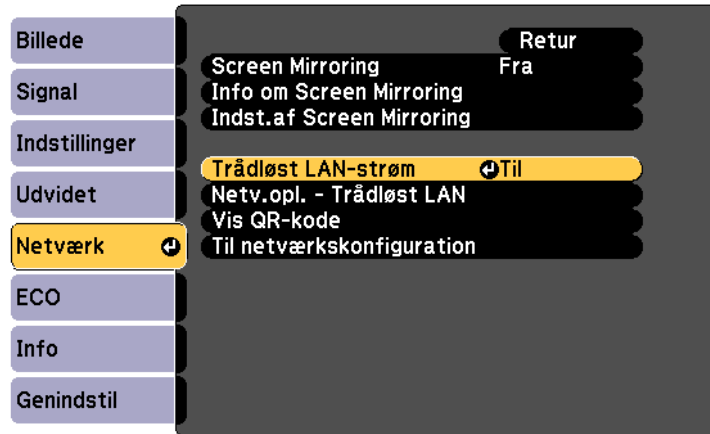 Billede
Signal
Indstillinger
Udvidet
Netværk
ECO
Info
Genindstil
Retur
Screen Mirroring Fra
Info om Screen Mirroring
Indst.af Screen Mirroring
Trådløst LAN-strøm Til
Netv.opl. - Trådløst LAN
Vis QR-kode
Til netværkskonfiguration